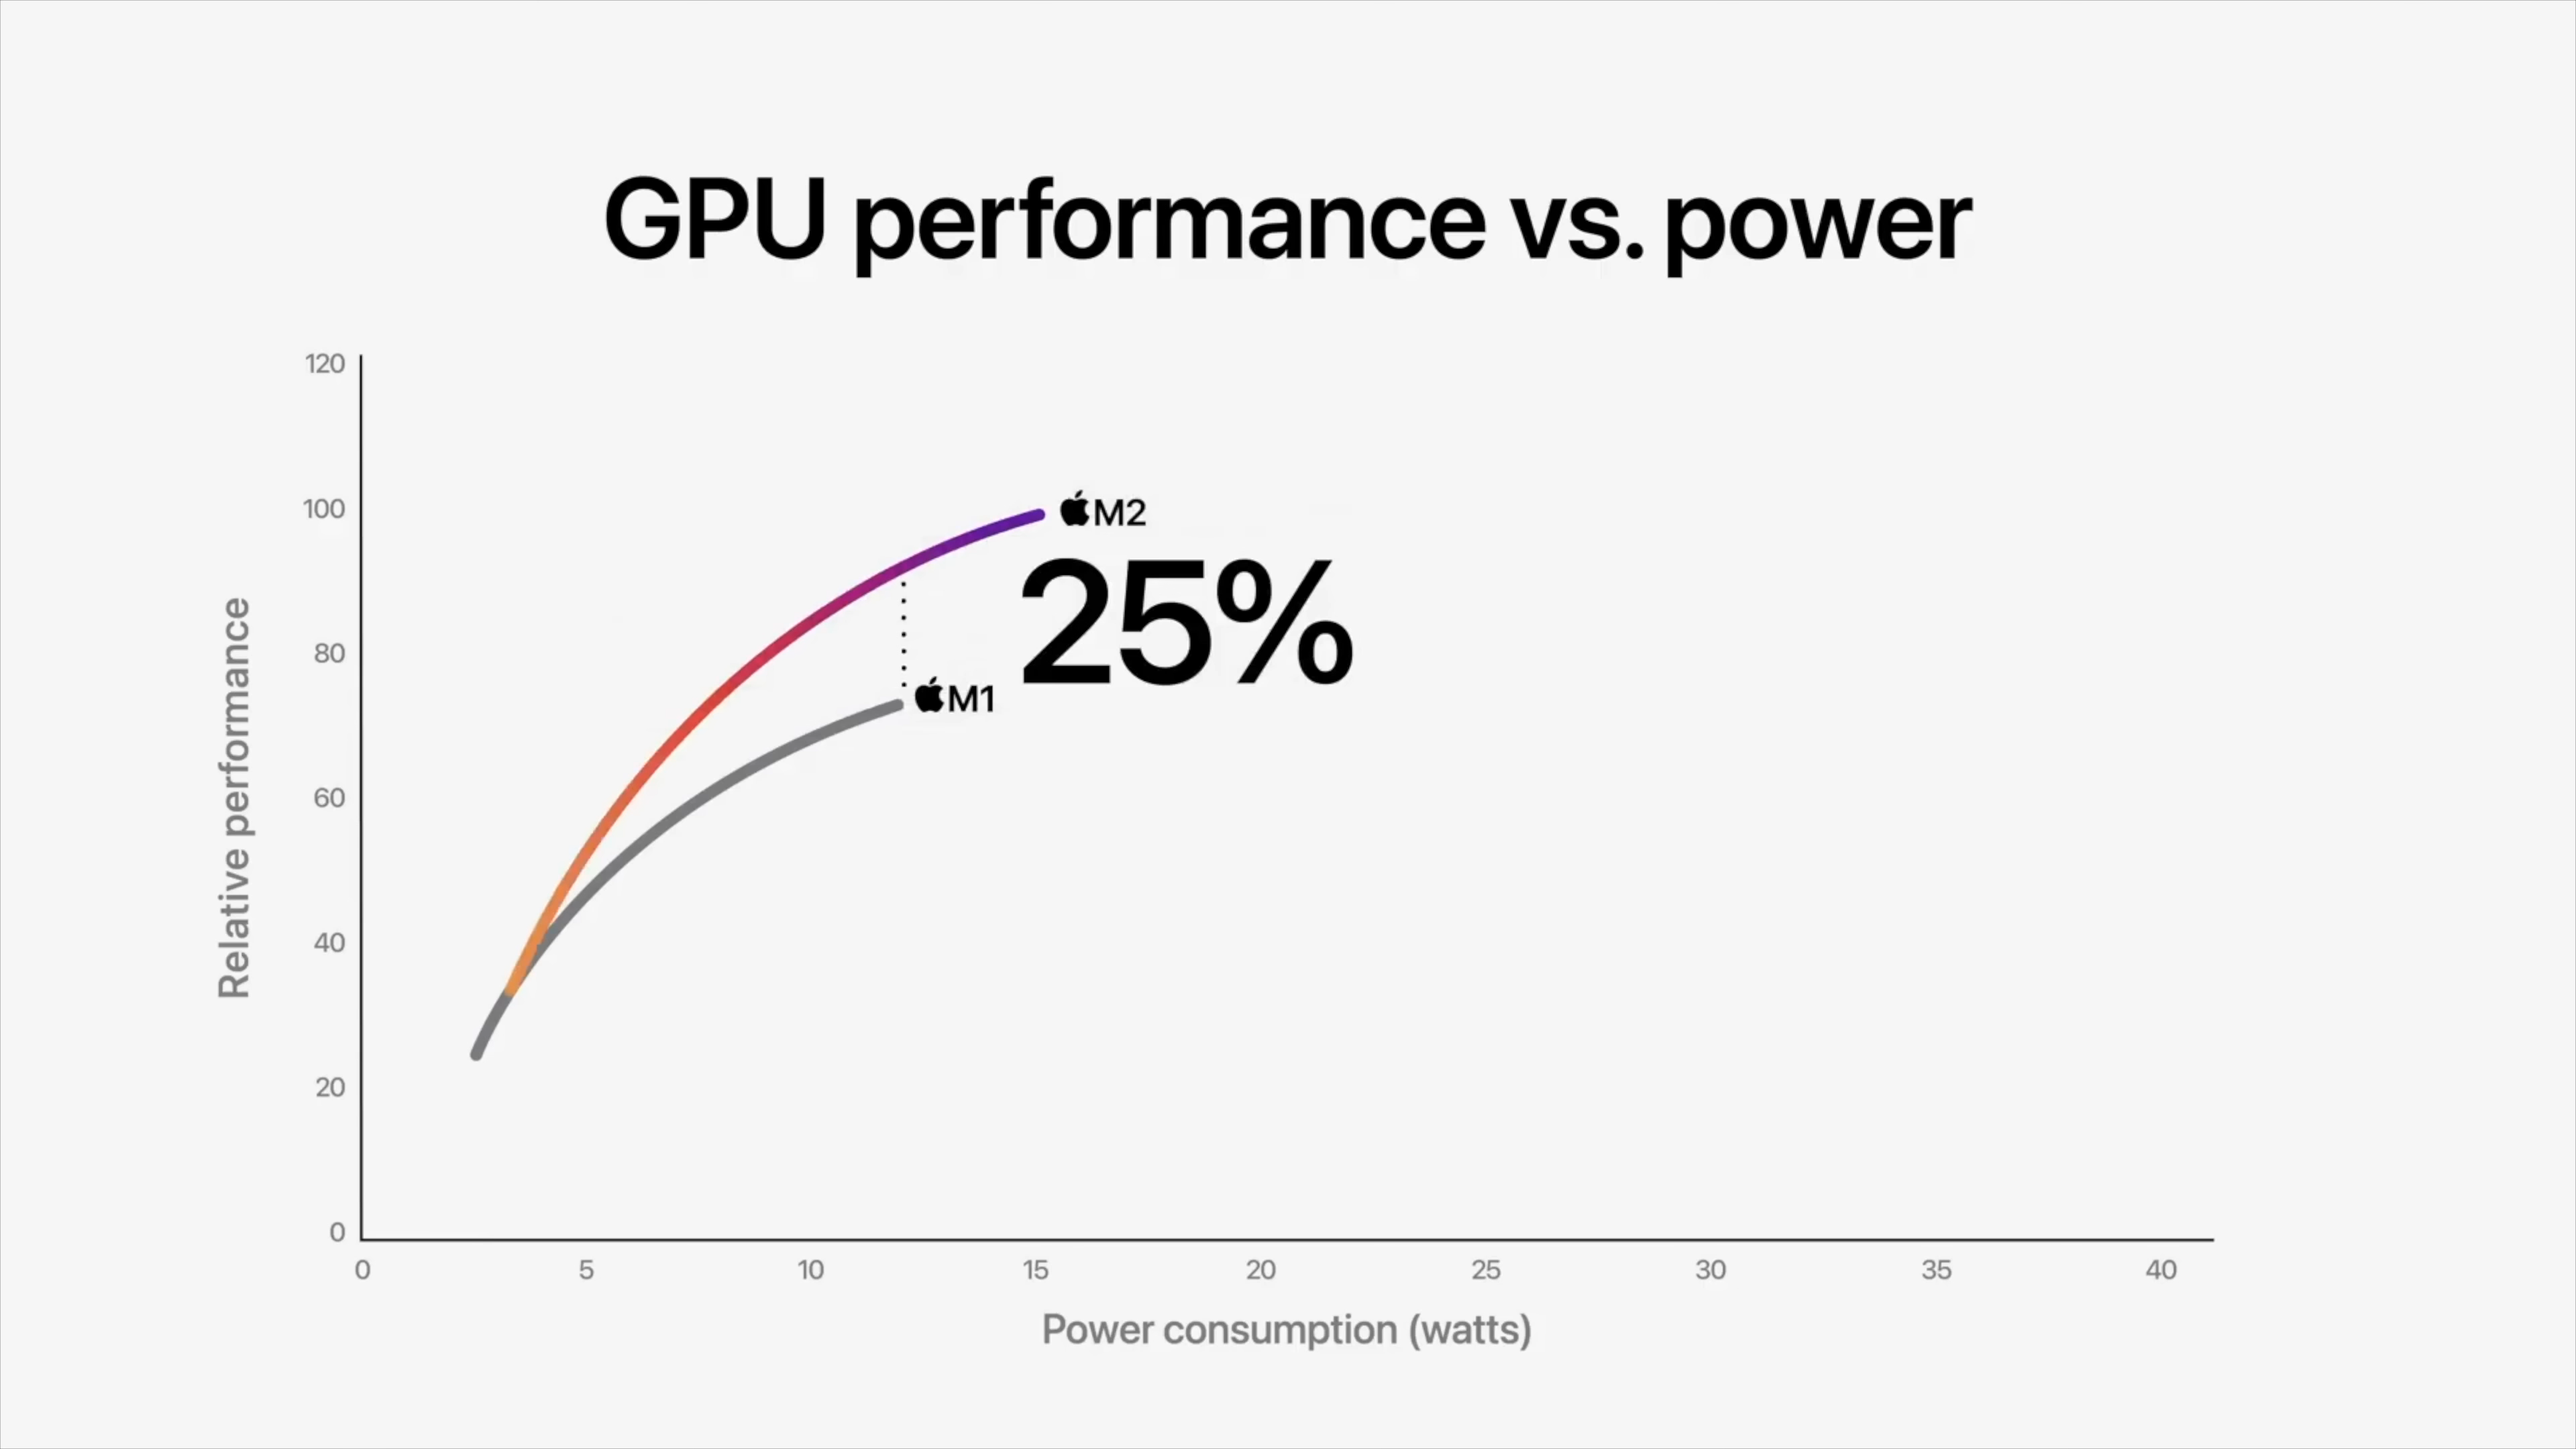 GPU performance vs. power
120
100
80
60
40
20
0
Relative performance
M2
25%
M1
0 5 10 15 20 25 30 35 40
Power consumption (watts)